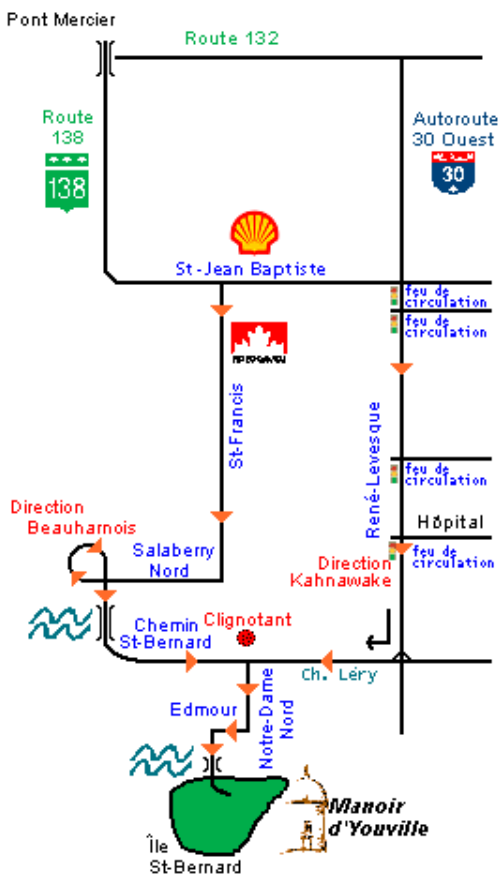 Pont Mercier
Route 132
Route
138
138
Autoroute
30 Ouest
30
St-Jean Baptiste
feu de
circulation
feu de
circulation
St-Francis
René-Levesque
feu de
circulation
Hôpital
feu de
circulation
Direction
Beauharnois
Salaberry
Nord
Direction
Kahnawake
Chemin
St-Bernard
Clignotant
Ch. Léry
Edmour
Notre-Dame
Nord
Manoir
d'Youville
Île
St-Bernard